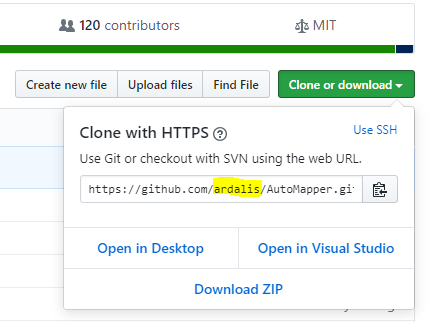 120 contributors MIT
Create new file Upload files Find File Clone or download
Clone with HTTPS ? Use SSH
Use Git or checkout with SVN using the web URL.
https://github.com/ardalis/AutoMapper.git
Open in Desktop Open in Visual Studio
Download ZIP